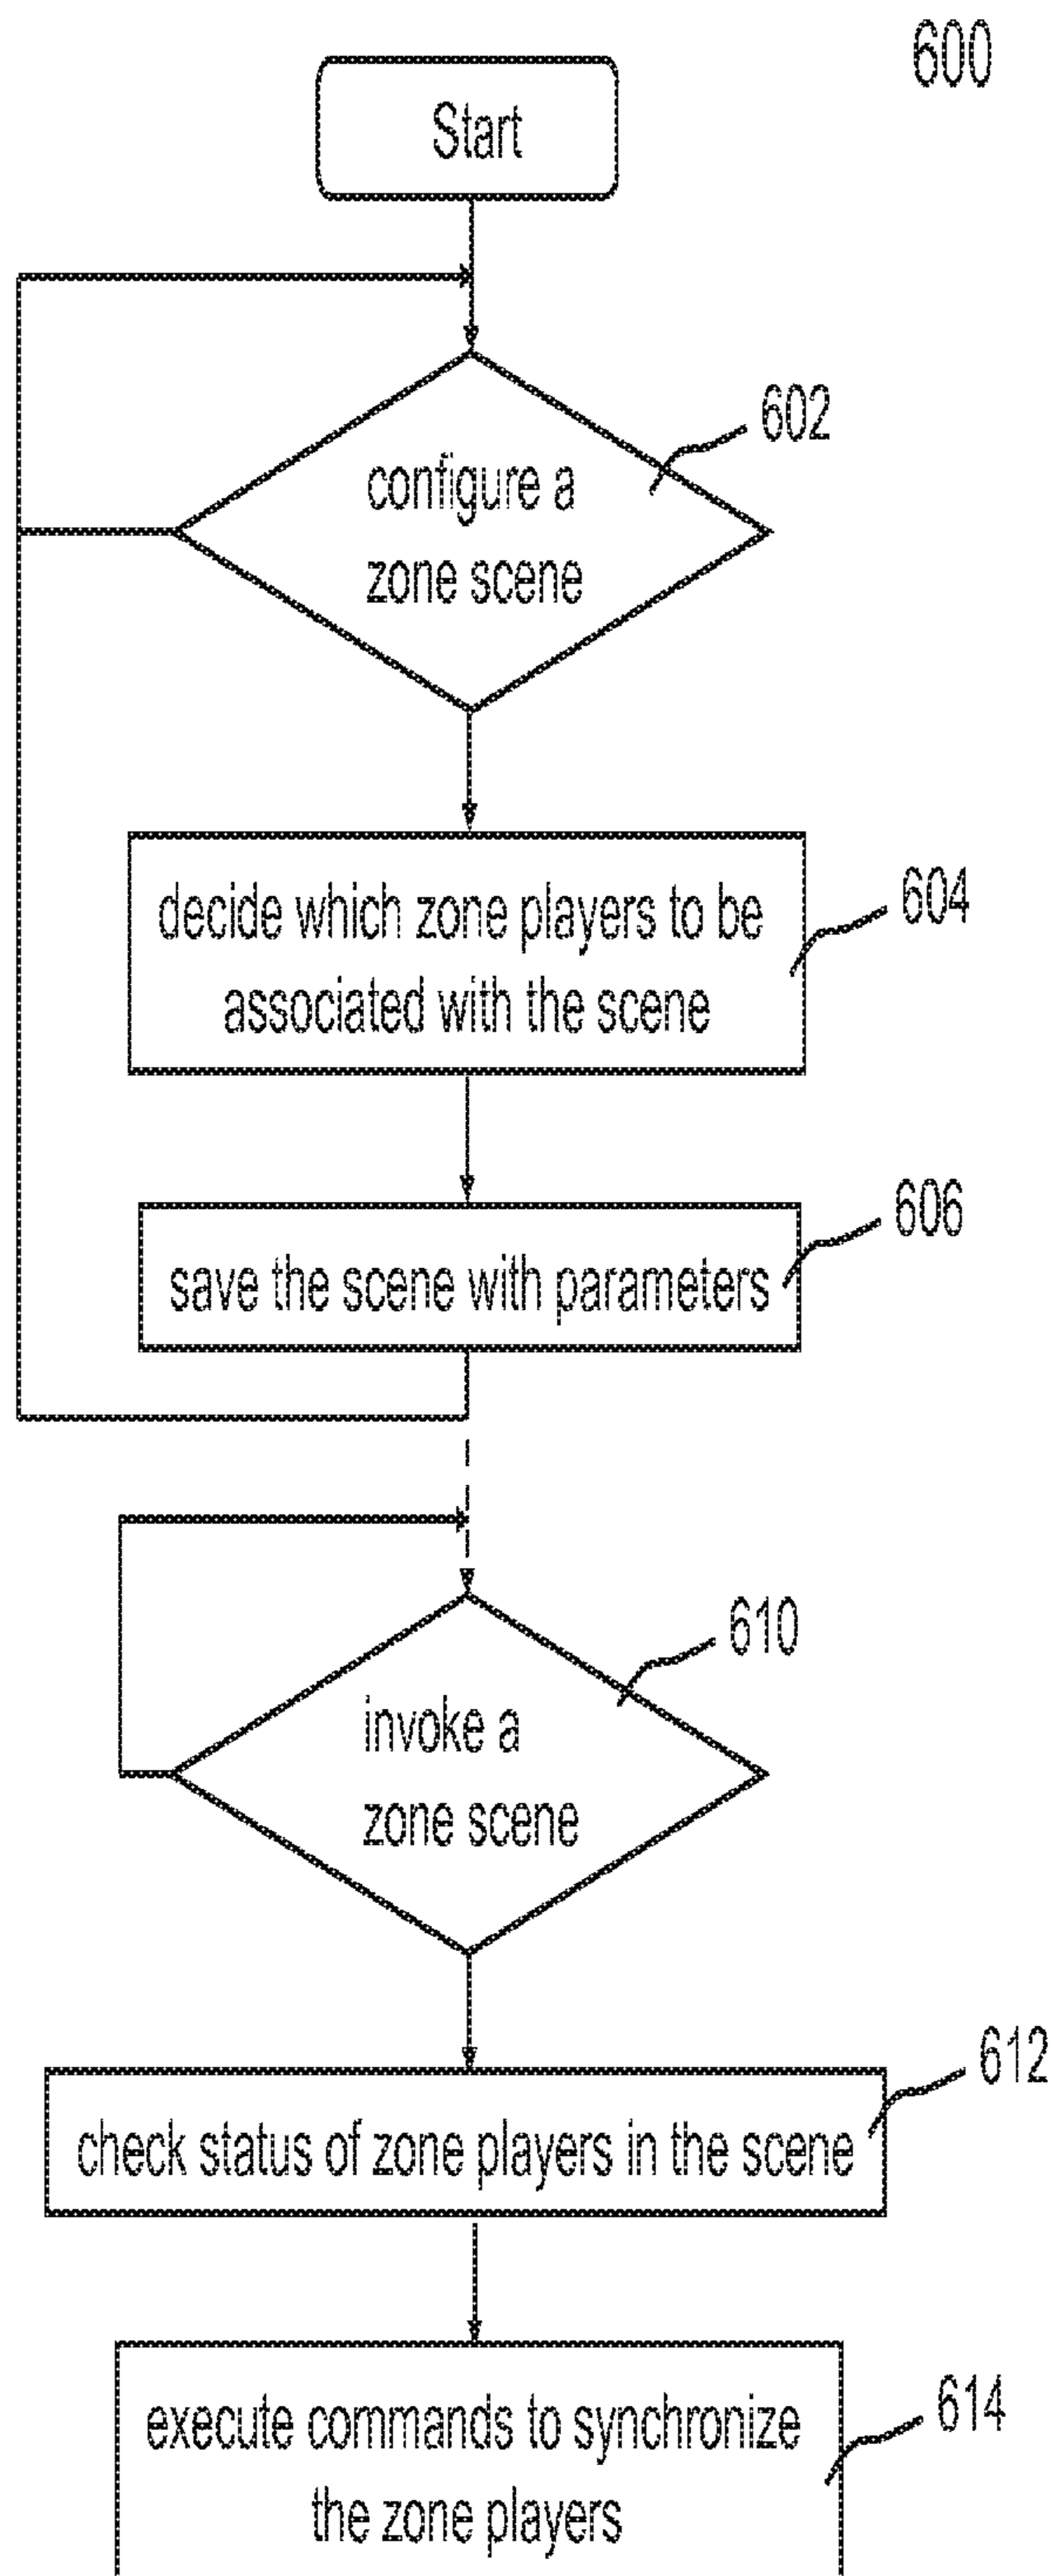 600
Start
602
configure a
zone scene
604
decide which zone players to be
associated with the scene
606
save the scene with parameters
610
invoke a
zone scene
612
check status of zone players in the scene
614
execute commands to synchronize
the zone players